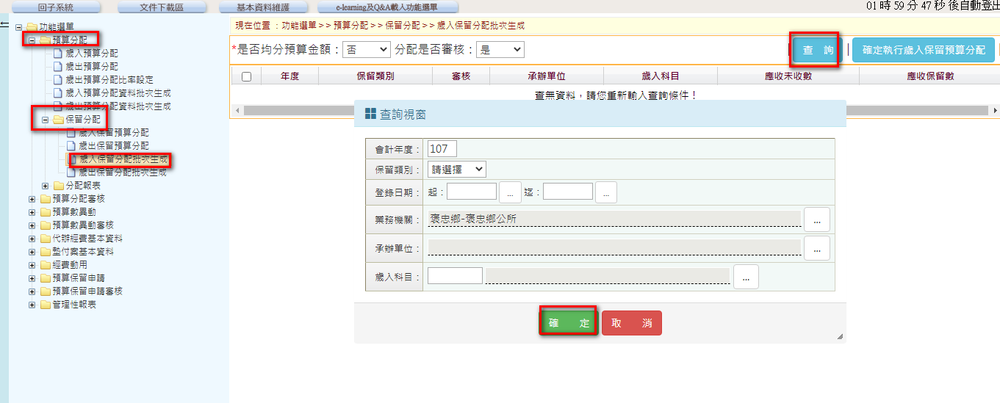 回子系統 文件下載區 基本資料維護 e-learning及Q&A載入功能選單 01 時 59 分 47 秒 後自動登出
功能選單
預算分配
歲入預算分配
歲出預算分配
歲出預算分配比率設定
歲入預算分配資料批次生成
歲出預算分配資料批次生成
保留分配
歲入保留預算分配
歲出保留預算分配
歲入保留分配批次生成
歲出保留分配批次生成
分配報表
預算分配審核
預算數異動
預算數異動審核
代辦經費基本資料
墊付案基本資料
經費動用
預算保留申請
預算保留申請審核
管理性報表
現在位置 ：功能選單>>預算分配>>保留分配>>歲入保留分配批次生成
*是否均分預算金額：否 分配是否審核：是 | 查 詢 | 確定執行歲入保留預算分配
年度 保留類別 審核 承辦單位 歲入科目 應收未收數 應收保留數
查無資料，請您重新輸入查詢條件！
查詢視窗
會計年度： 107
保留類別： 請選擇
登錄日期： 起： ... 迄： ...
業務機關： 褒忠鄉-褒忠鄉公所 ...
承辦單位： ...
歲入科目： ...
確 定 取 消